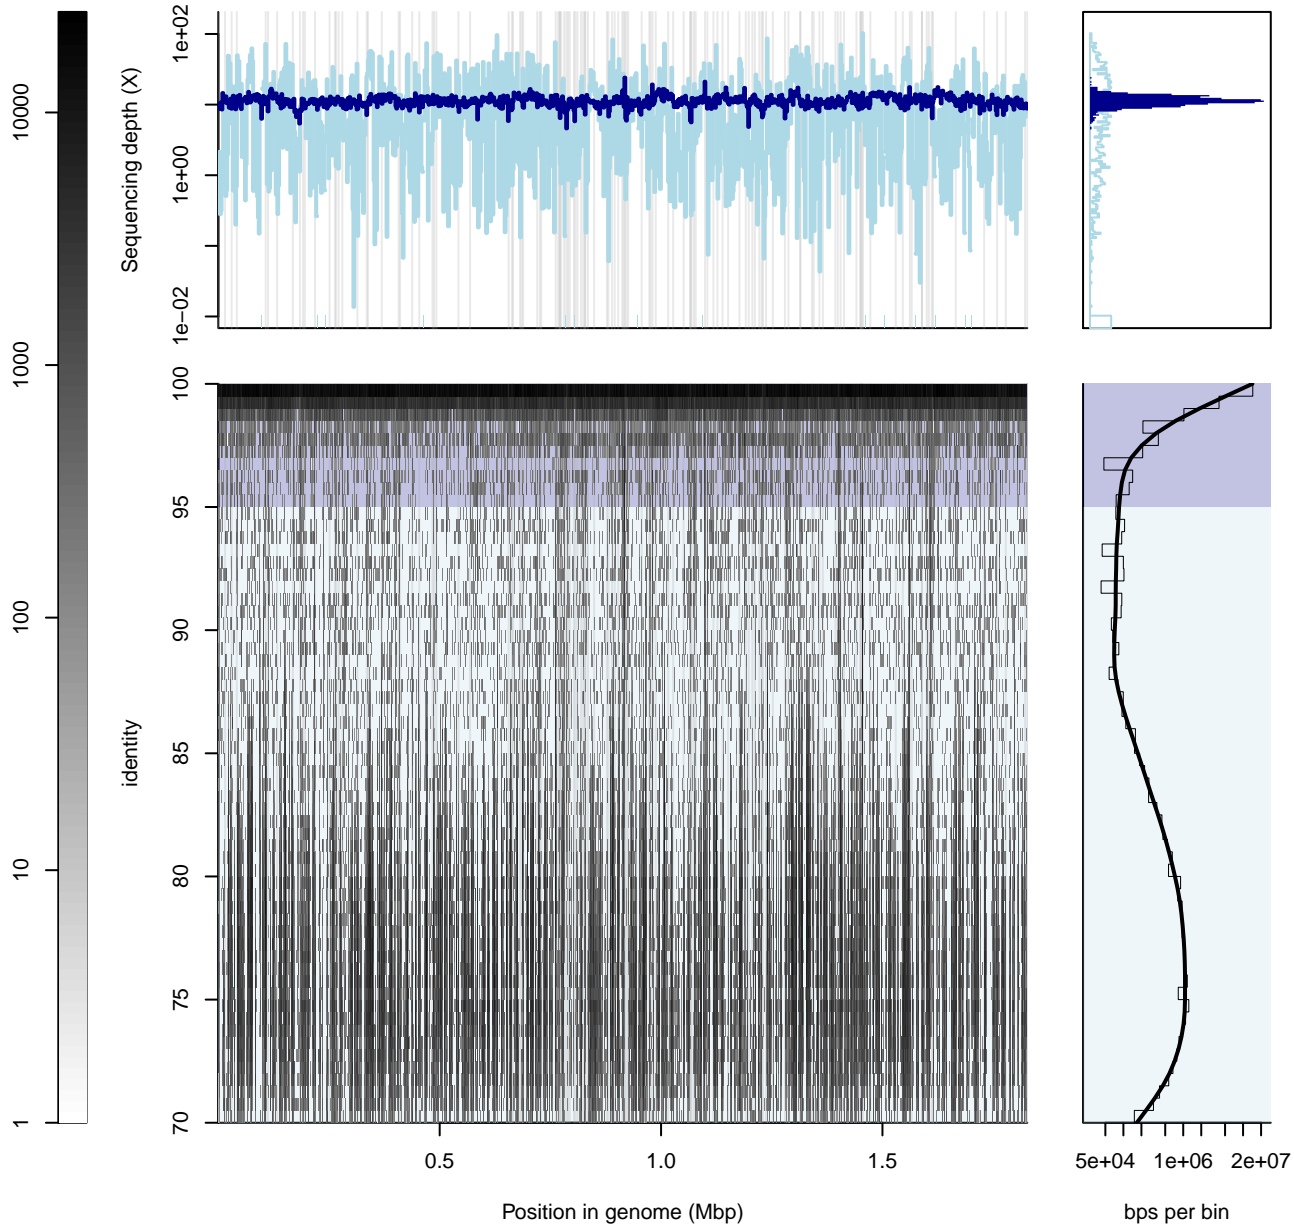 1e+02
1e+00
1e-02
Sequencing depth (X)
10000
1000
100
10
1
identity
100
95
90
85
80
75
70
0.5 1.0 1.5
Position in genome (Mbp)
5e+04 1e+06 2e+07
bps per bin